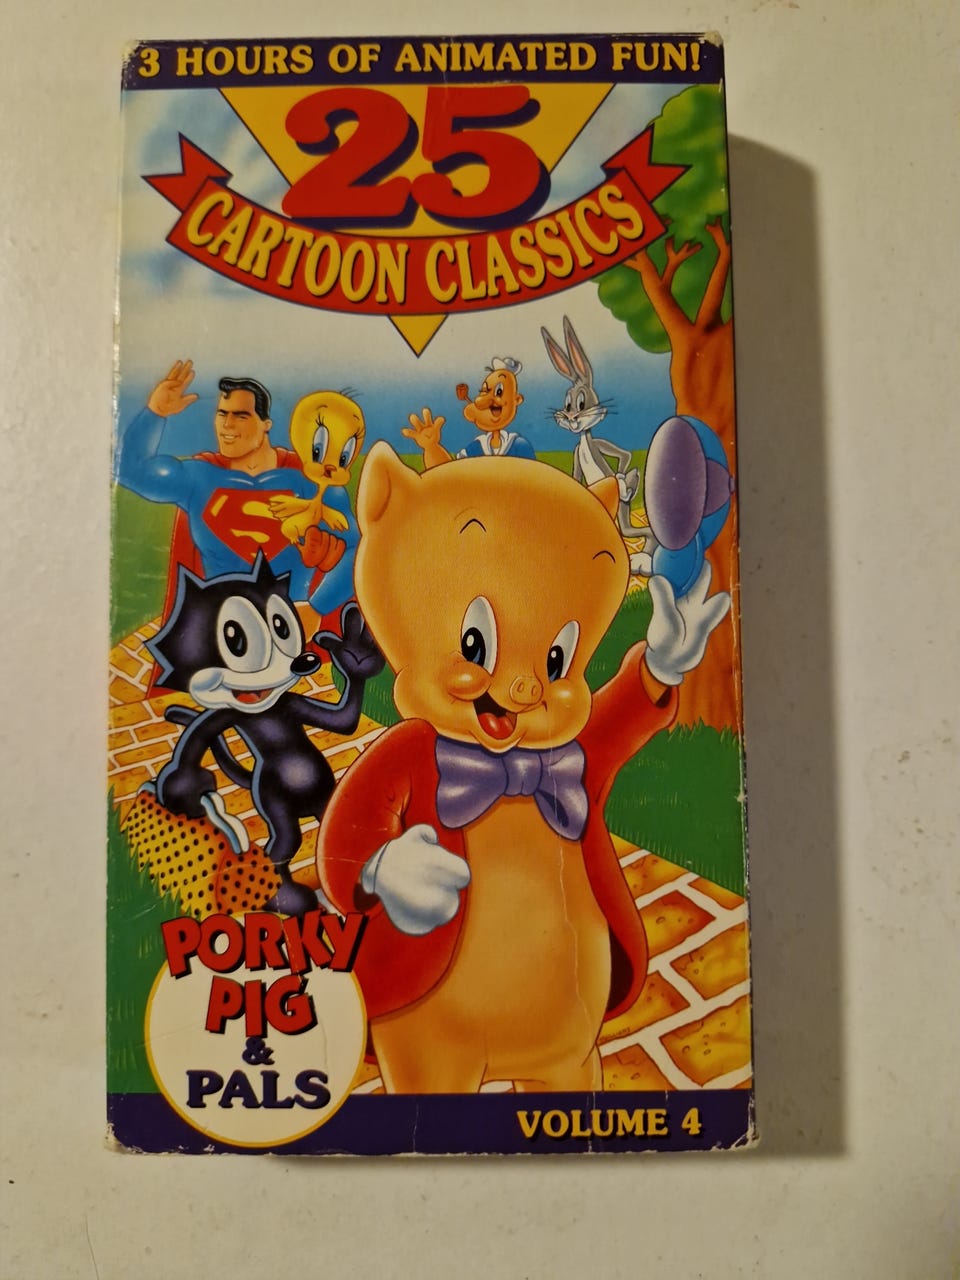 3 HOURS OF ANIMATED FUN!
25
CARTOON CLASSICS
S
PORKY
PIG
&
PALS
VOLUME 4